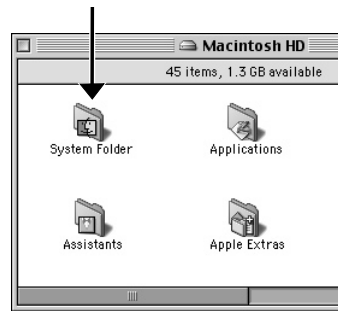 Macintosh HD
45 items, 1.3 GB available
System Folder
Applications
Assistants
Apple Extras